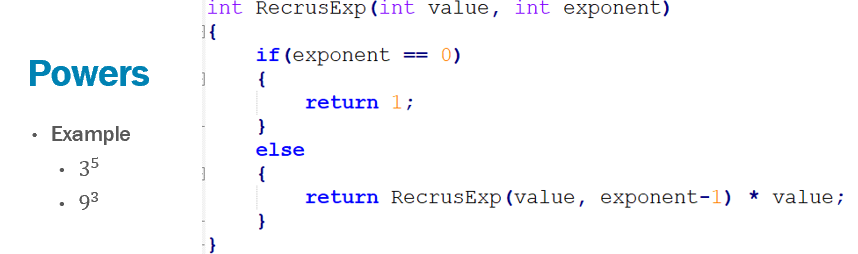 Powers
• Example
• 3⁵
• 9³
int RecrusExp(int value, int exponent)
{
if(exponent == 0)
{
return 1;
}
else
{
return RecrusExp(value, exponent-1) * value;
}
}